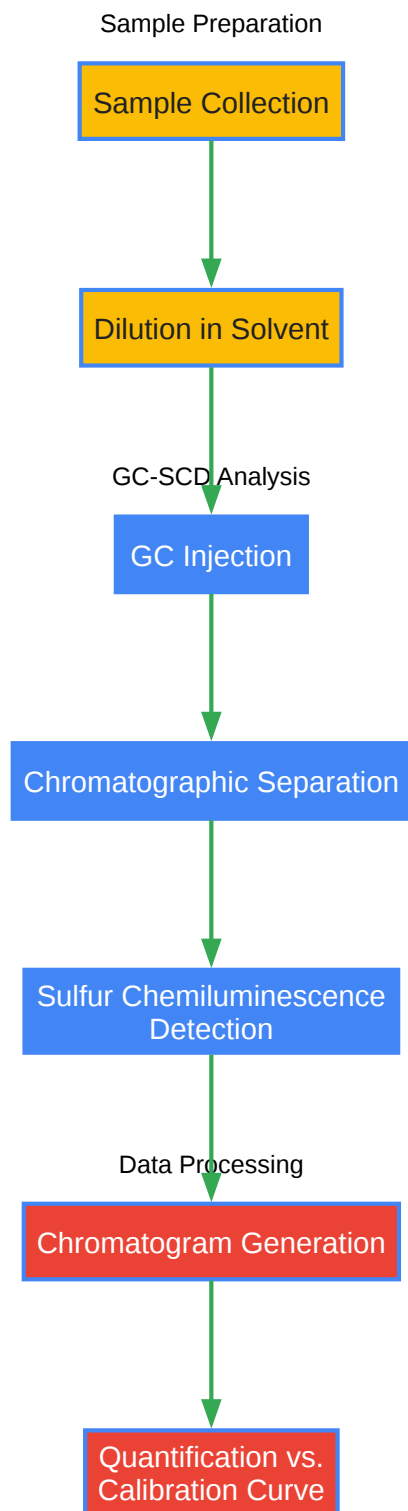 Sample Preparation
Sample Collection
Dilution in Solvent
GC-SCD Analysis
GC Injection
Chromatographic Separation
Sulfur Chemiluminescence
Detection
Data Processing
Chromatogram Generation
Quantification vs.
Calibration Curve